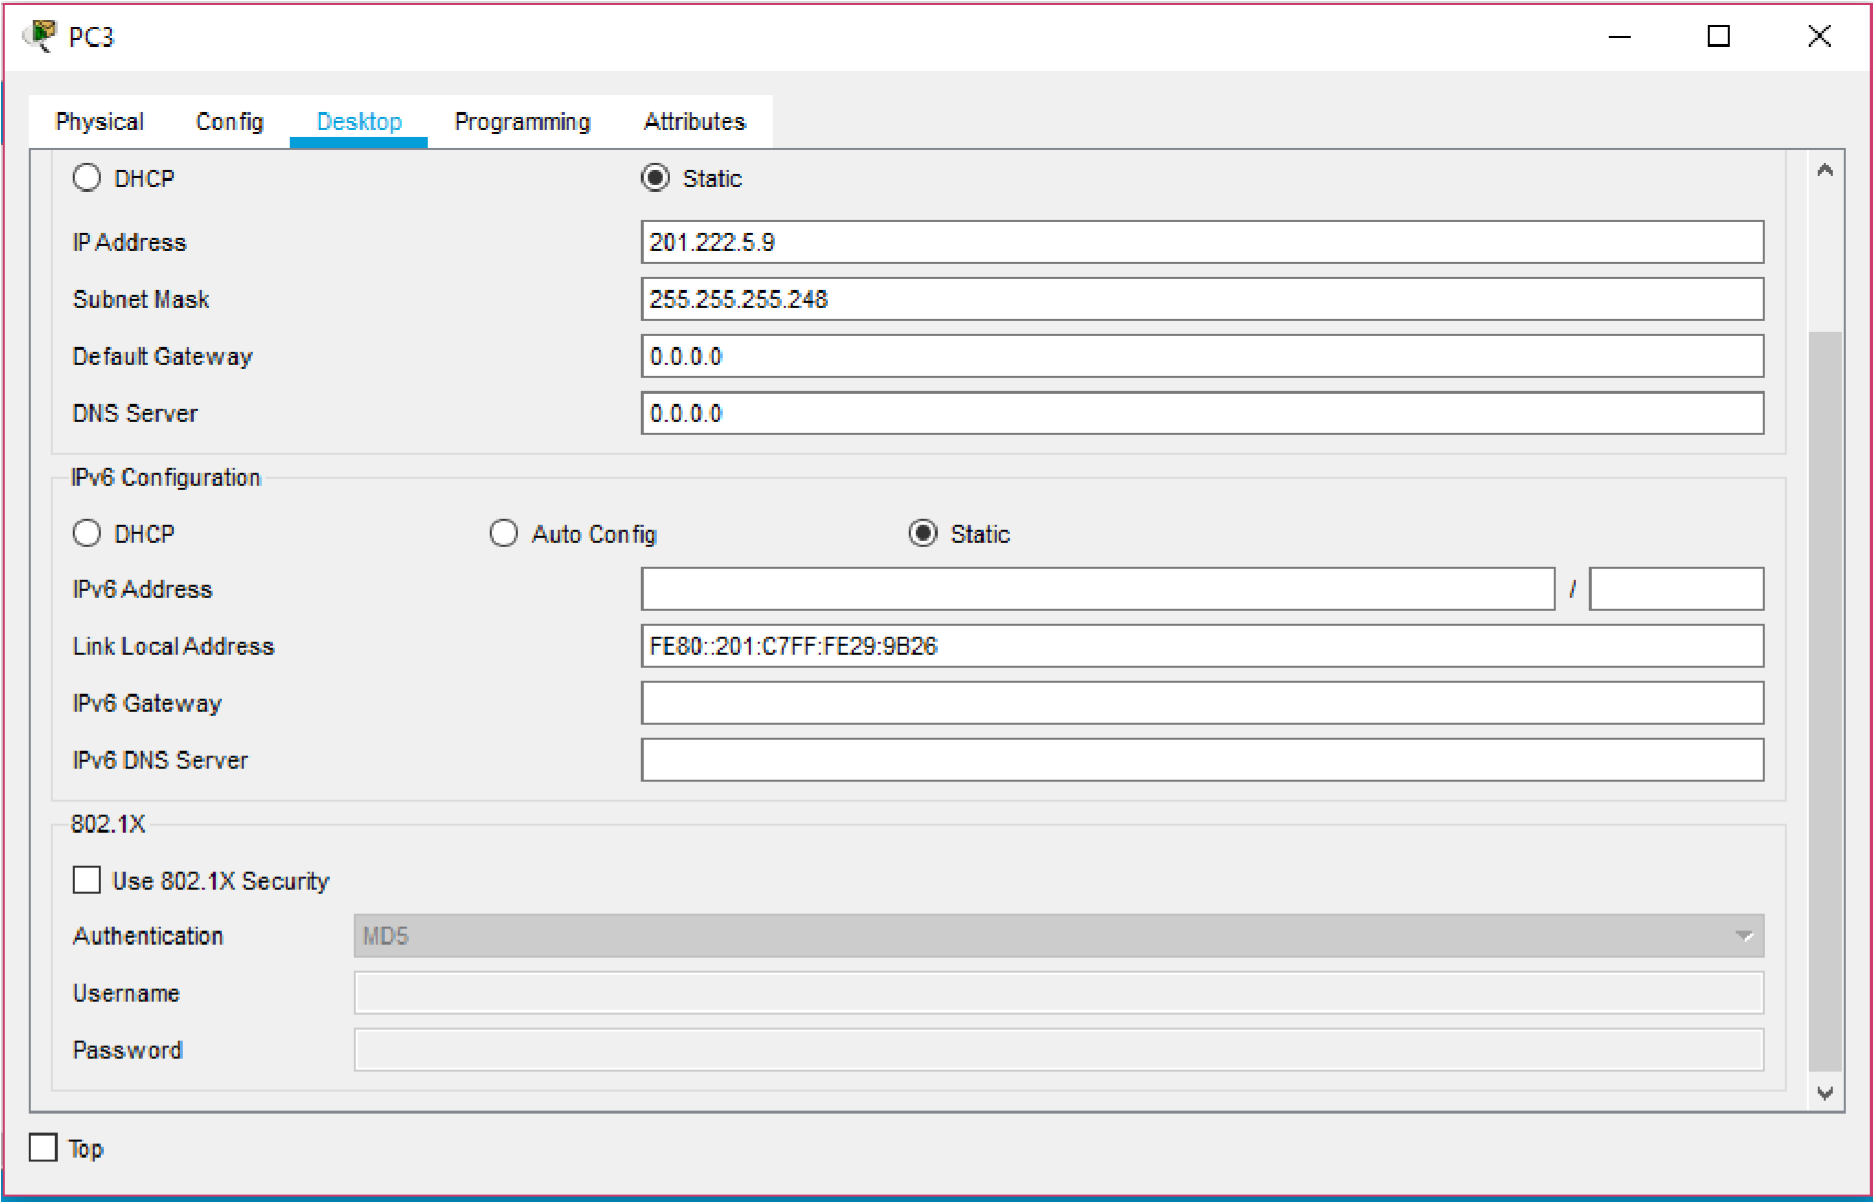 PC3
Physical Config Desktop Programming Attributes
DHCP Static
IP Address 201.222.5.9
Subnet Mask 255.255.255.248
Default Gateway 0.0.0.0
DNS Server 0.0.0.0
IPv6 Configuration
DHCP Auto Config Static
IPv6 Address /
Link Local Address FE80::201:C7FF:FE29:9B26
IPv6 Gateway
IPv6 DNS Server
802.1X
Use 802.1X Security
Authentication MD5
Username
Password
Top